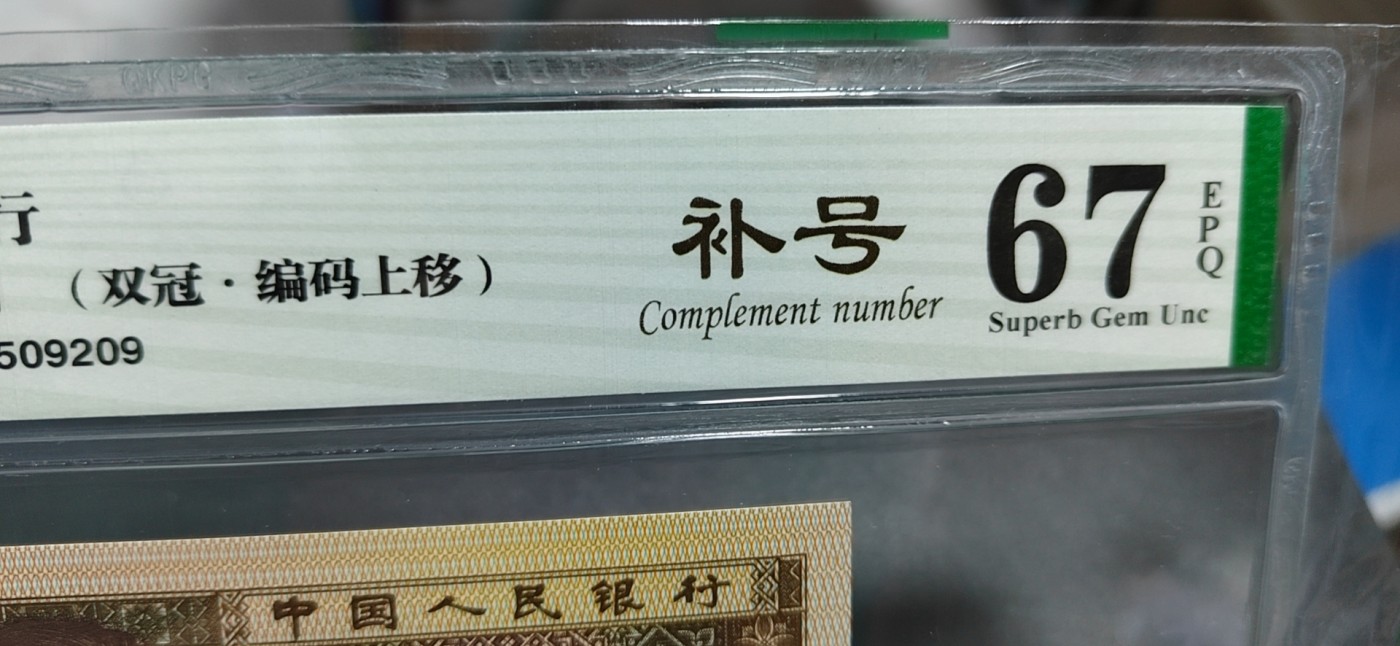 行
（双冠·编码上移）
509209
补号
Complement number
67
EPQ
Superb Gem Unc
中国人民银行